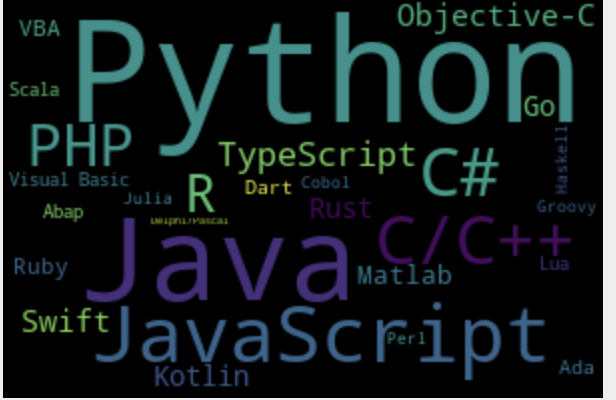 VBA
Objective-C
Python
Scala
Go
PHP
TypeScript
C#
Haskell
Visual Basic
Julia
R
Dart
Cobol
Abap
Rust
Groovy
Delphi/Pascal
Java
C/C++
Ruby
Matlab
Lua
Swift
JavaScript
Perl
Kotlin
Ada